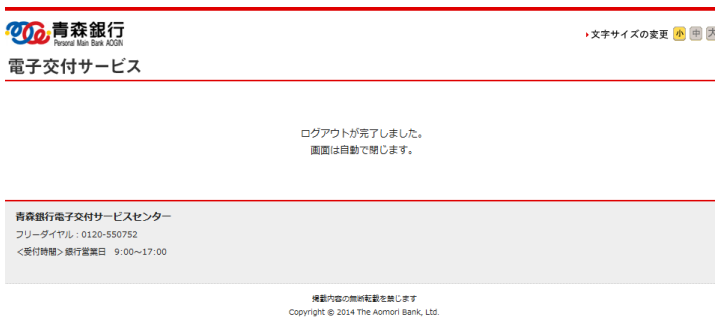 青森銀行
Personal Main Bank AOGIN
文字サイズの変更 小 中 大
電子交付サービス
ログアウトが完了しました。
画面は自動で閉じます。
青森銀行電子交付サービスセンター
フリーダイヤル：0120-550752
＜受付時間＞銀行営業日　9:00～17:00
掲載内容の無断転載を禁じます
Copyright © 2014 The Aomori Bank, Ltd.